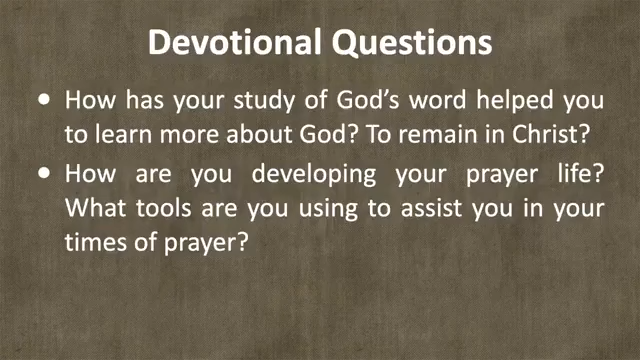 Devotional Questions
• How has your study of God's word helped you
to learn more about God? To remain in Christ?
• How are you developing your prayer life?
What tools are you using to assist you in your
times of prayer?